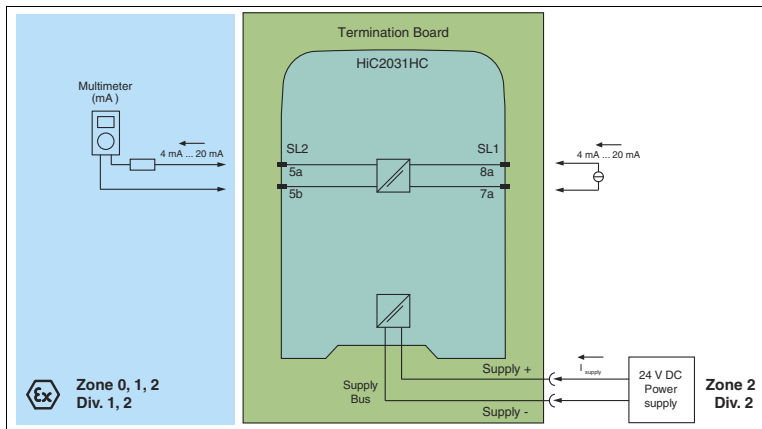 Termination Board
HiC2031HC
Multimeter
(mA )
4 mA ... 20 mA
SL2
SL1
5a
8a
5b
7a
4 mA ... 20 mA
Supply +
Supply
Bus
Supply -
I supply
24 V DC
Power
supply
Zone 2
Div. 2
Ex
Zone 0, 1, 2
Div. 1, 2